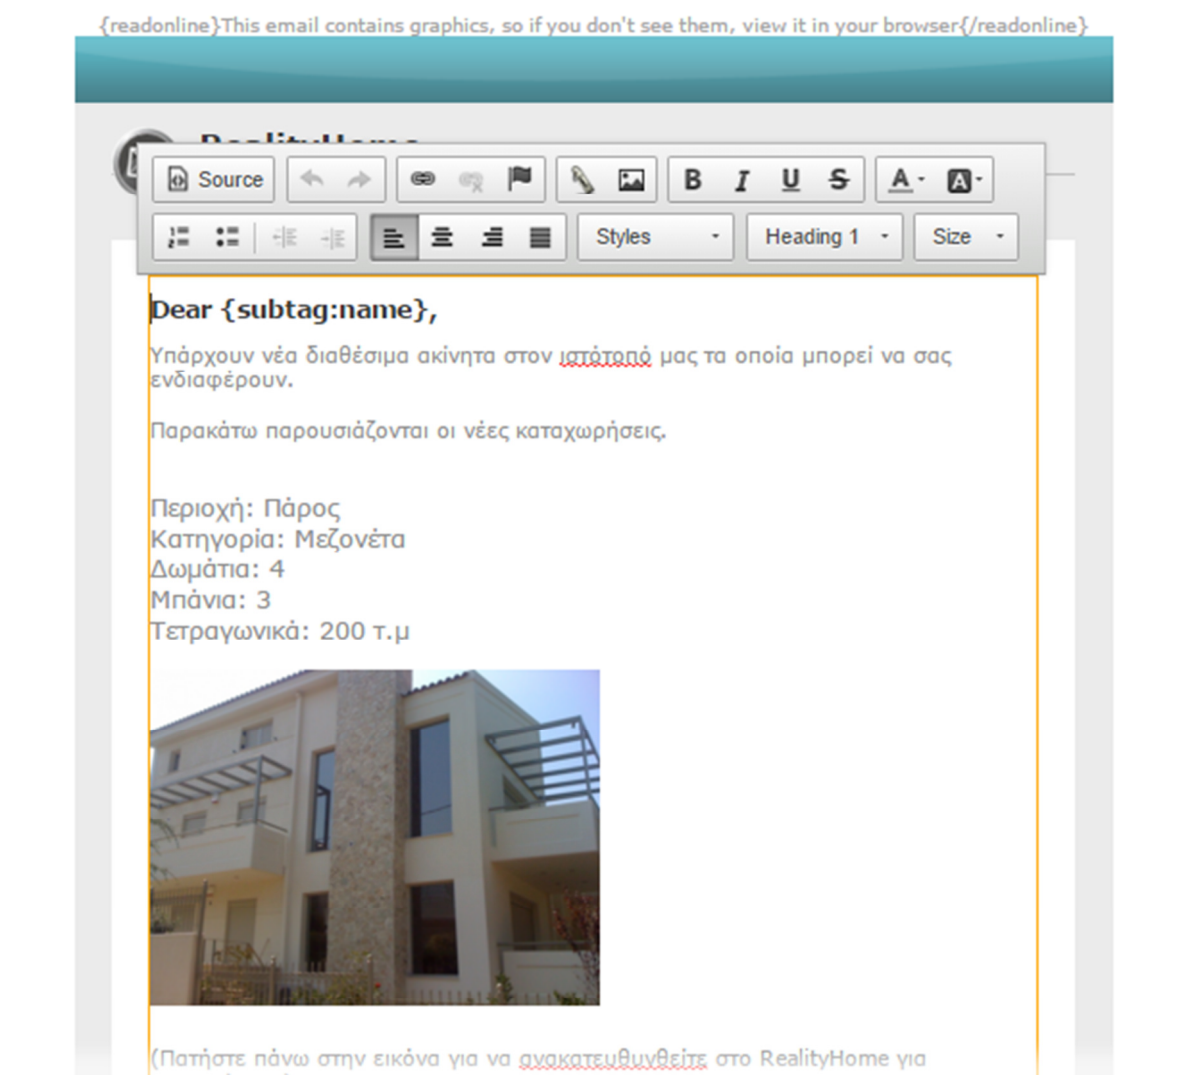 {readonline}This email contains graphics, so if you don't see them, view it in your browser{/readonline}
RealityHome
Source
B I U S A A
Styles Heading 1 Size
Dear {subtag:name},
Υπάρχουν νέα διαθέσιμα ακίνητα στον ιστότοπό μας τα οποία μπορεί να σας
ενδιαφέρουν.
Παρακάτω παρουσιάζονται οι νέες καταχωρήσεις.
Περιοχή: Πάρος
Κατηγορία: Μεζονέτα
Δωμάτια: 4
Μπάνια: 3
Τετραγωνικά: 200 τ.μ
(Πατήστε πάνω στην εικόνα για να ανακατευθυνθείτε στο RealityHome για